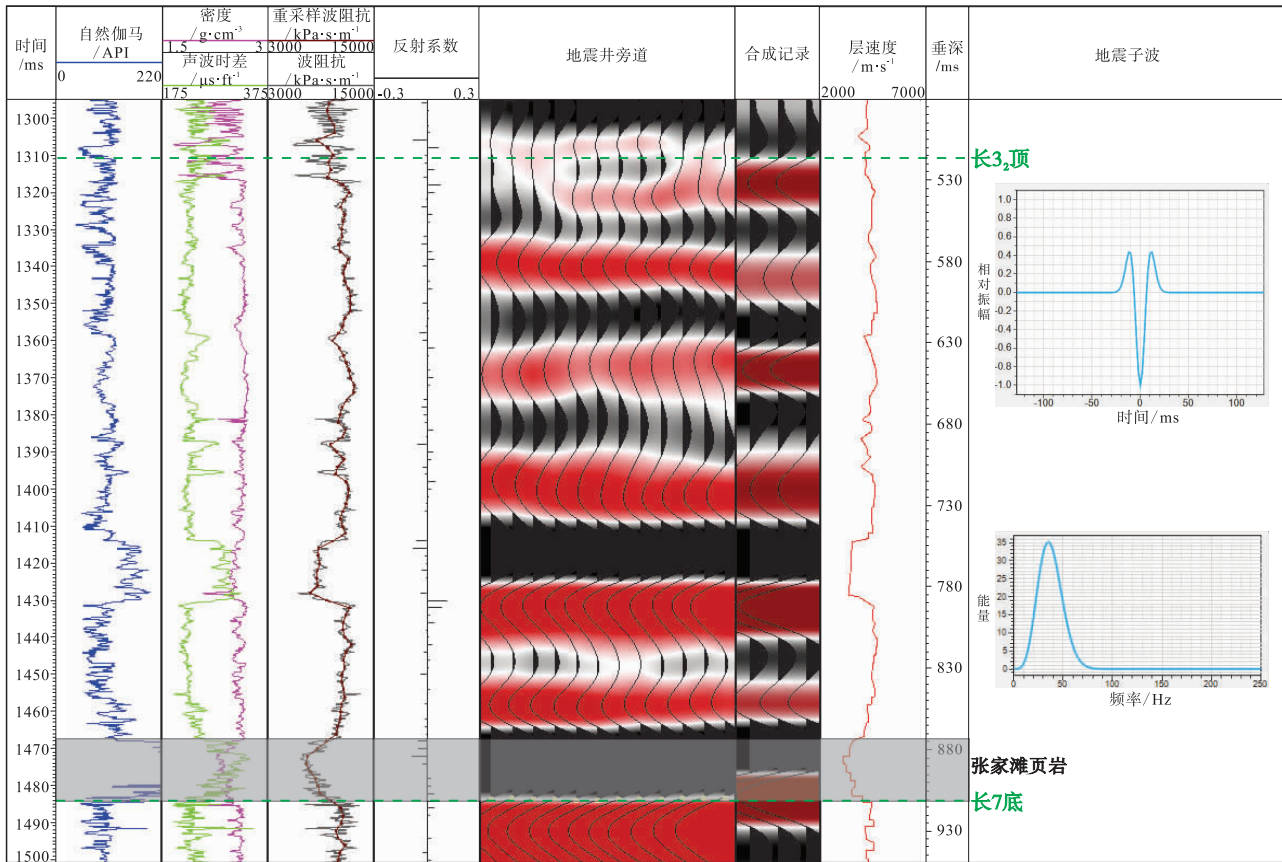 时间
/ms
自然伽马
/API
0 220
密度
/g·cm⁻³
1.5 3
声波时差
/μs·ft⁻¹
175 375
重采样波阻抗
/kPa·s·m⁻¹
3000 15000
波阻抗
/kPa·s·m⁻¹
3000 15000
反射系数
-0.3 0.3
地震井旁道
合成记录
层速度
/m·s⁻¹
2000 7000
垂深
/ms
地震子波
1300
1310
1320
1330
1340
1350
1360
1370
1380
1390
1400
1410
1420
1430
1440
1450
1460
1470
1480
1490
1500
530
580
630
680
730
780
830
880
930
长3₂顶
张家滩页岩
长7底
1.0
0.8
0.6
0.4
0.2
0.0
-0.2
-0.4
-0.6
-0.8
-1.0
相对振幅
-100 -50 0 50 100
时间/ms
35
30
25
20
15
10
5
0
能量
0 50 100 150 200 250
频率/Hz